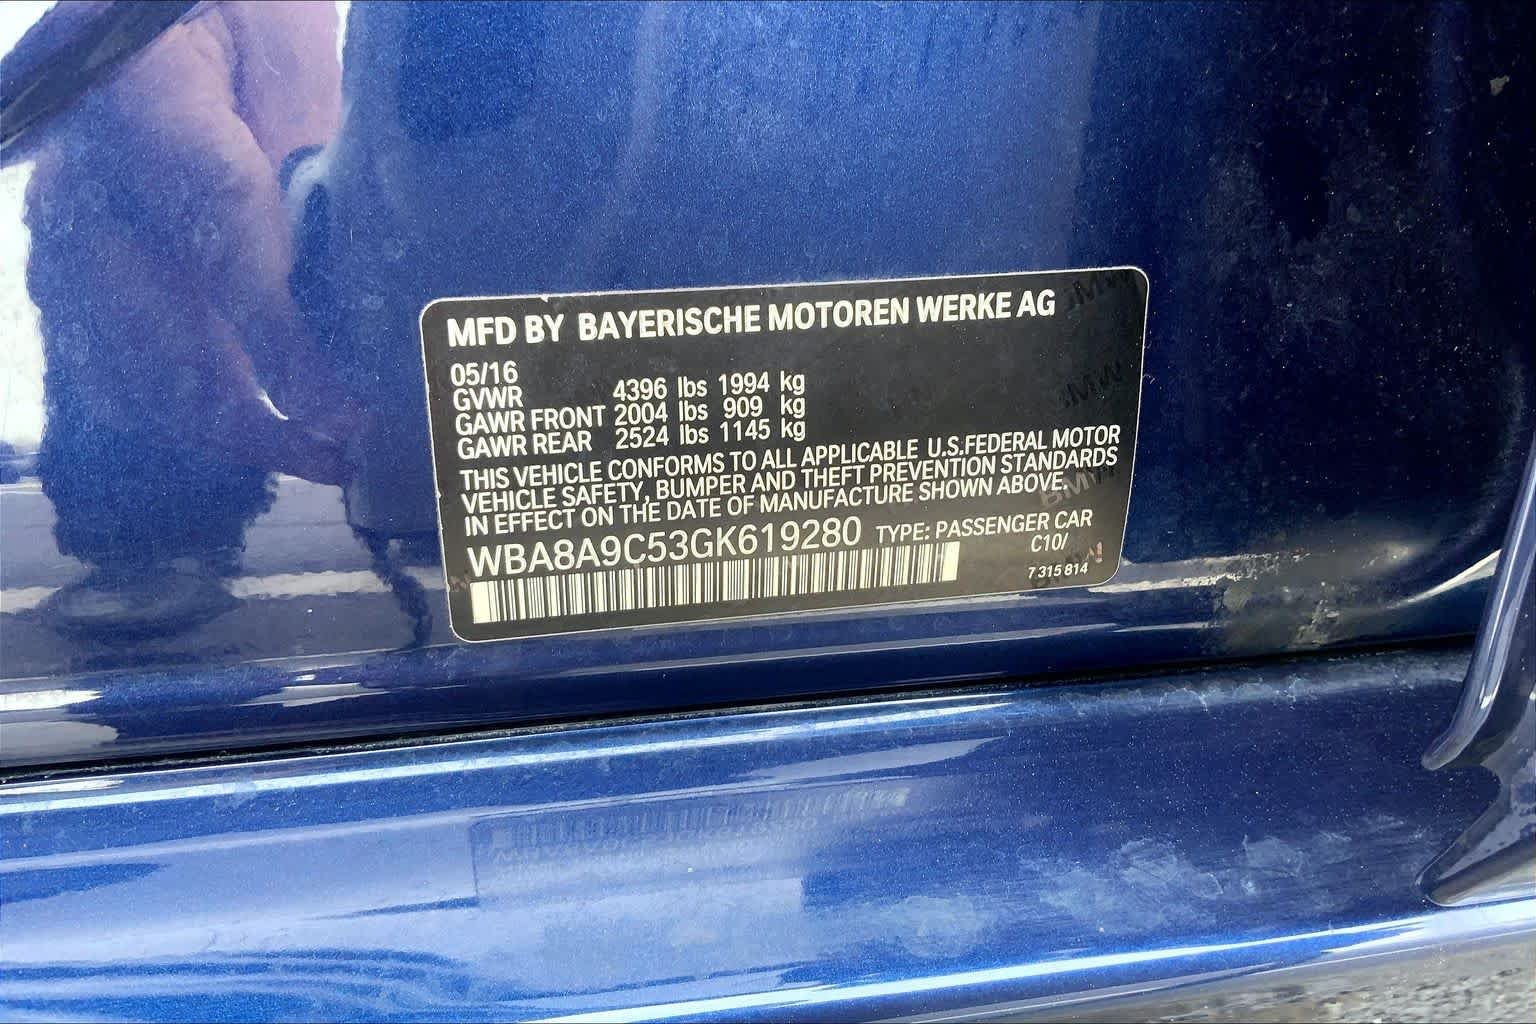 MFD BY BAYERISCHE MOTOREN WERKE AG
05/16
GVWR 4396 lbs 1994 kg
GAWR FRONT 2004 lbs 909 kg
GAWR REAR 2524 lbs 1145 kg
THIS VEHICLE CONFORMS TO ALL APPLICABLE U.S.FEDERAL MOTOR
VEHICLE SAFETY, BUMPER AND THEFT PREVENTION STANDARDS
IN EFFECT ON THE DATE OF MANUFACTURE SHOWN ABOVE.
WBA8A9C53GK619280 TYPE: PASSENGER CAR
C10/
7 315 814
BMW
BMW
BMW